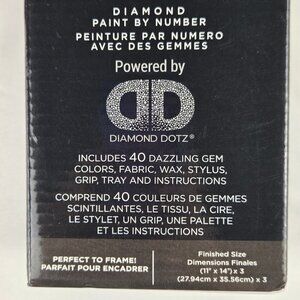 DIAMOND
PAINT BY NUMBER
PEINTURE PAR NUMERO
AVEC DES GEMMES
Powered by
DD
DIAMOND DOTZ®
INCLUDES 40 DAZZLING GEM
COLORS, FABRIC, WAX, STYLUS,
GRIP, TRAY AND INSTRUCTIONS
COMPREND 40 COULEURS DE GEMMES
SCINTILLANTES, LE TISSU, LA CIRE,
LE STYLET, UN GRIP, UNE PALETTE
ET LES INSTRUCTIONS
PERFECT TO FRAME!
PARFAIT POUR ENCADRER
Finished Size
Dimensions Finales
(11" x 14") x 3
(27.94cm x 35.56cm) x 3